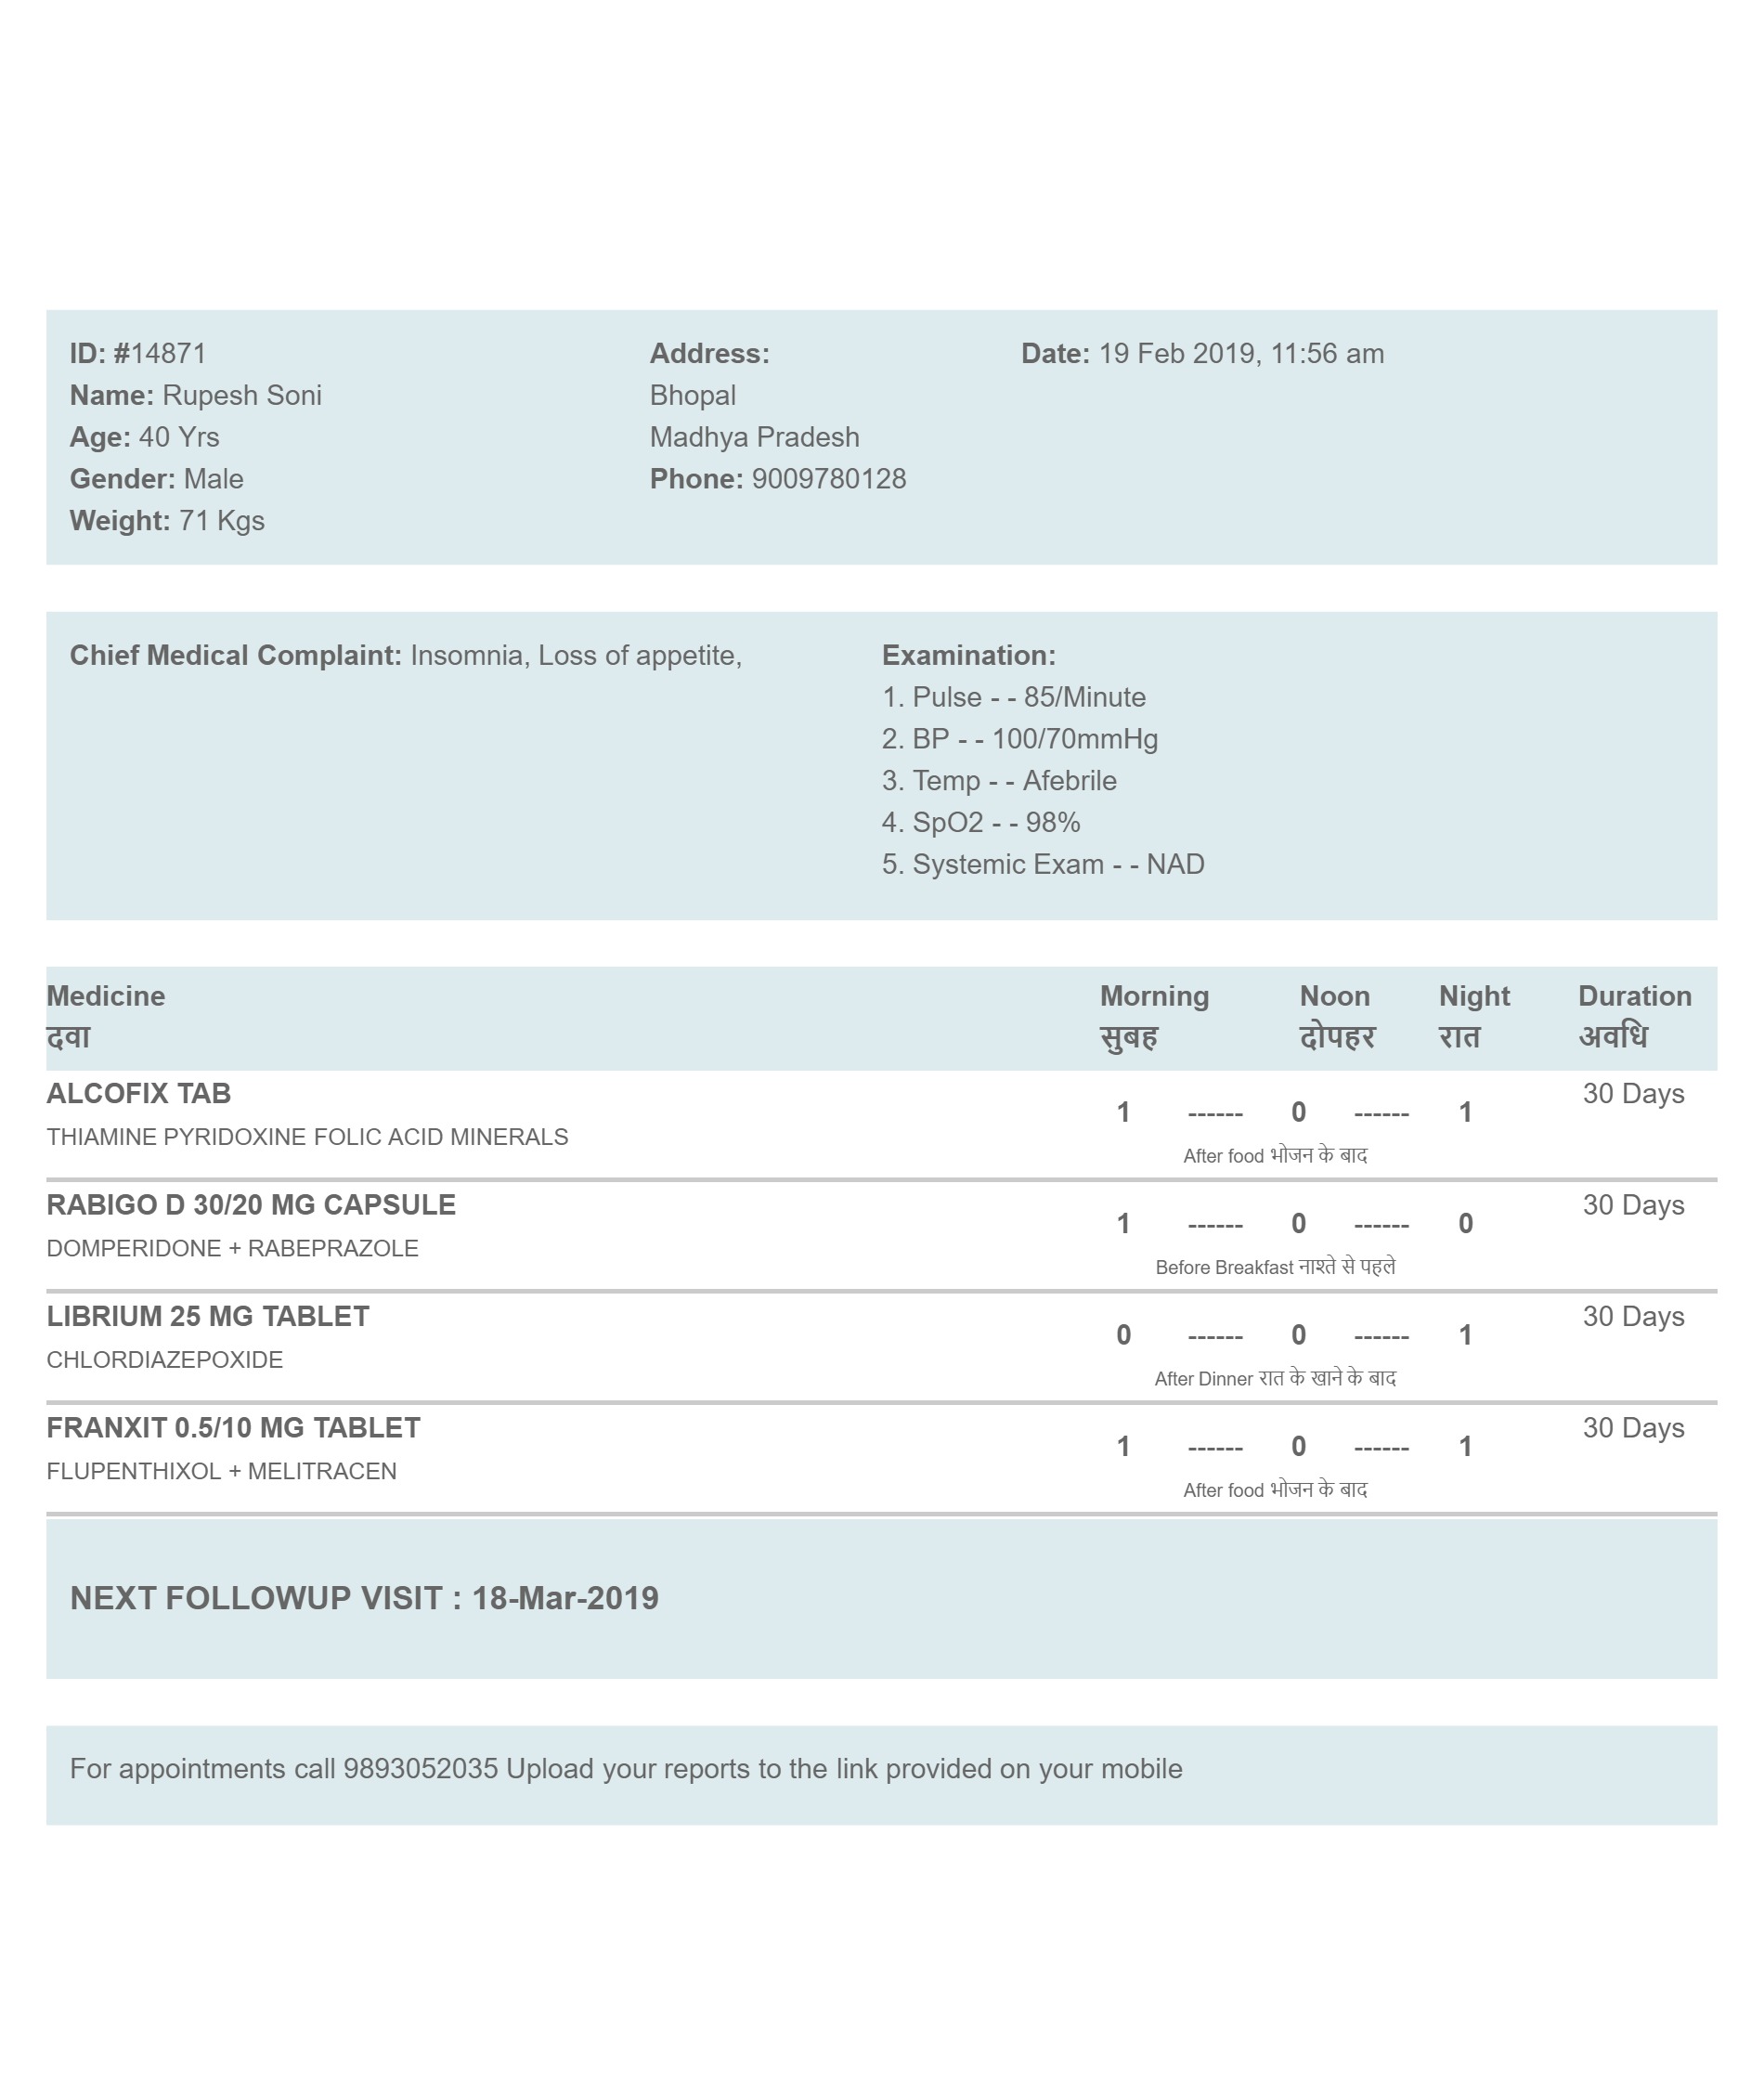 ID: #14871
Name: Rupesh Soni
Age: 40 Yrs
Gender: Male
Weight: 71 Kgs
Address:
Bhopal
Madhya Pradesh
Phone: 9009780128
Date: 19 Feb 2019, 11:56 am
Chief Medical Complaint: Insomnia, Loss of appetite,
Examination:
1. Pulse - - 85/Minute
2. BP - - 100/70mmHg
3. Temp - - Afebrile
4. SpO2 - - 98%
5. Systemic Exam - - NAD
Medicine Morning Noon Night Duration
दवा सुबह दोपहर रात अवधि
ALCOFIX TAB 30 Days
1 ------ 0 ------ 1
THIAMINE PYRIDOXINE FOLIC ACID MINERALS
After food भोजन के बाद
RABIGO D 30/20 MG CAPSULE 30 Days
1 ------ 0 ------ 0
DOMPERIDONE + RABEPRAZOLE
Before Breakfast नाश्ते से पहले
LIBRIUM 25 MG TABLET 30 Days
0 ------ 0 ------ 1
CHLORDIAZEPOXIDE
After Dinner रात के खाने के बाद
FRANXIT 0.5/10 MG TABLET 30 Days
1 ------ 0 ------ 1
FLUPENTHIXOL + MELITRACEN
After food भोजन के बाद
NEXT FOLLOWUP VISIT : 18-Mar-2019
For appointments call 9893052035 Upload your reports to the link provided on your mobile